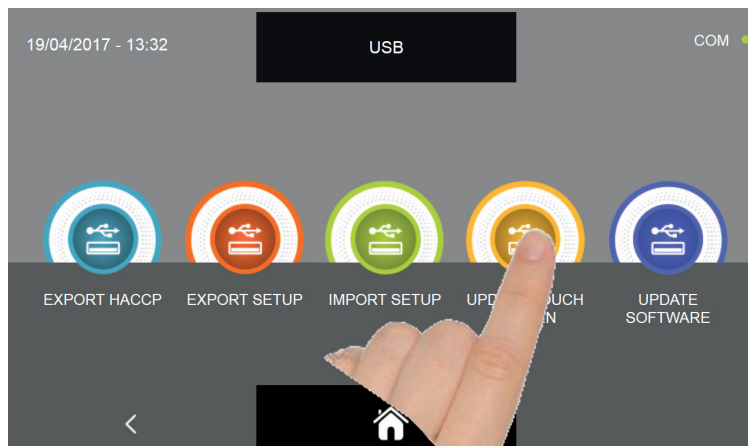 19/04/2017 - 13:32
USB
COM
EXPORT HACCP
EXPORT SETUP
IMPORT SETUP
UPDATE
SOFTWARE